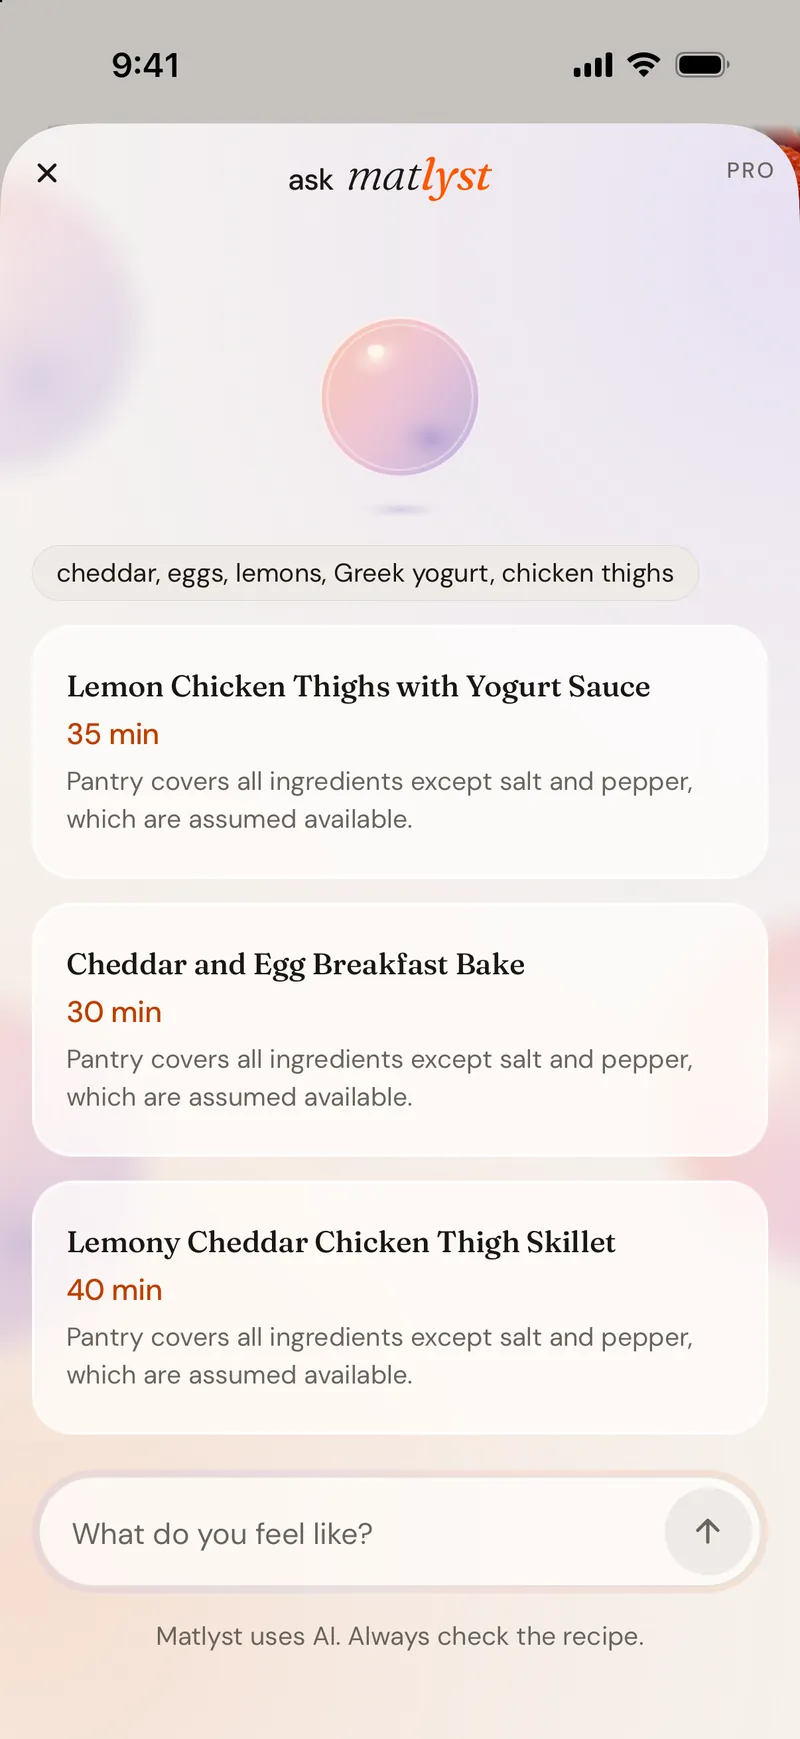 9:41
ask matlyst
PRO
cheddar, eggs, lemons, Greek yogurt, chicken thighs
Lemon Chicken Thighs with Yogurt Sauce
35 min
Pantry covers all ingredients except salt and pepper,
which are assumed available.
Cheddar and Egg Breakfast Bake
30 min
Pantry covers all ingredients except salt and pepper,
which are assumed available.
Lemony Cheddar Chicken Thigh Skillet
40 min
Pantry covers all ingredients except salt and pepper,
which are assumed available.
What do you feel like?
Matlyst uses AI. Always check the recipe.